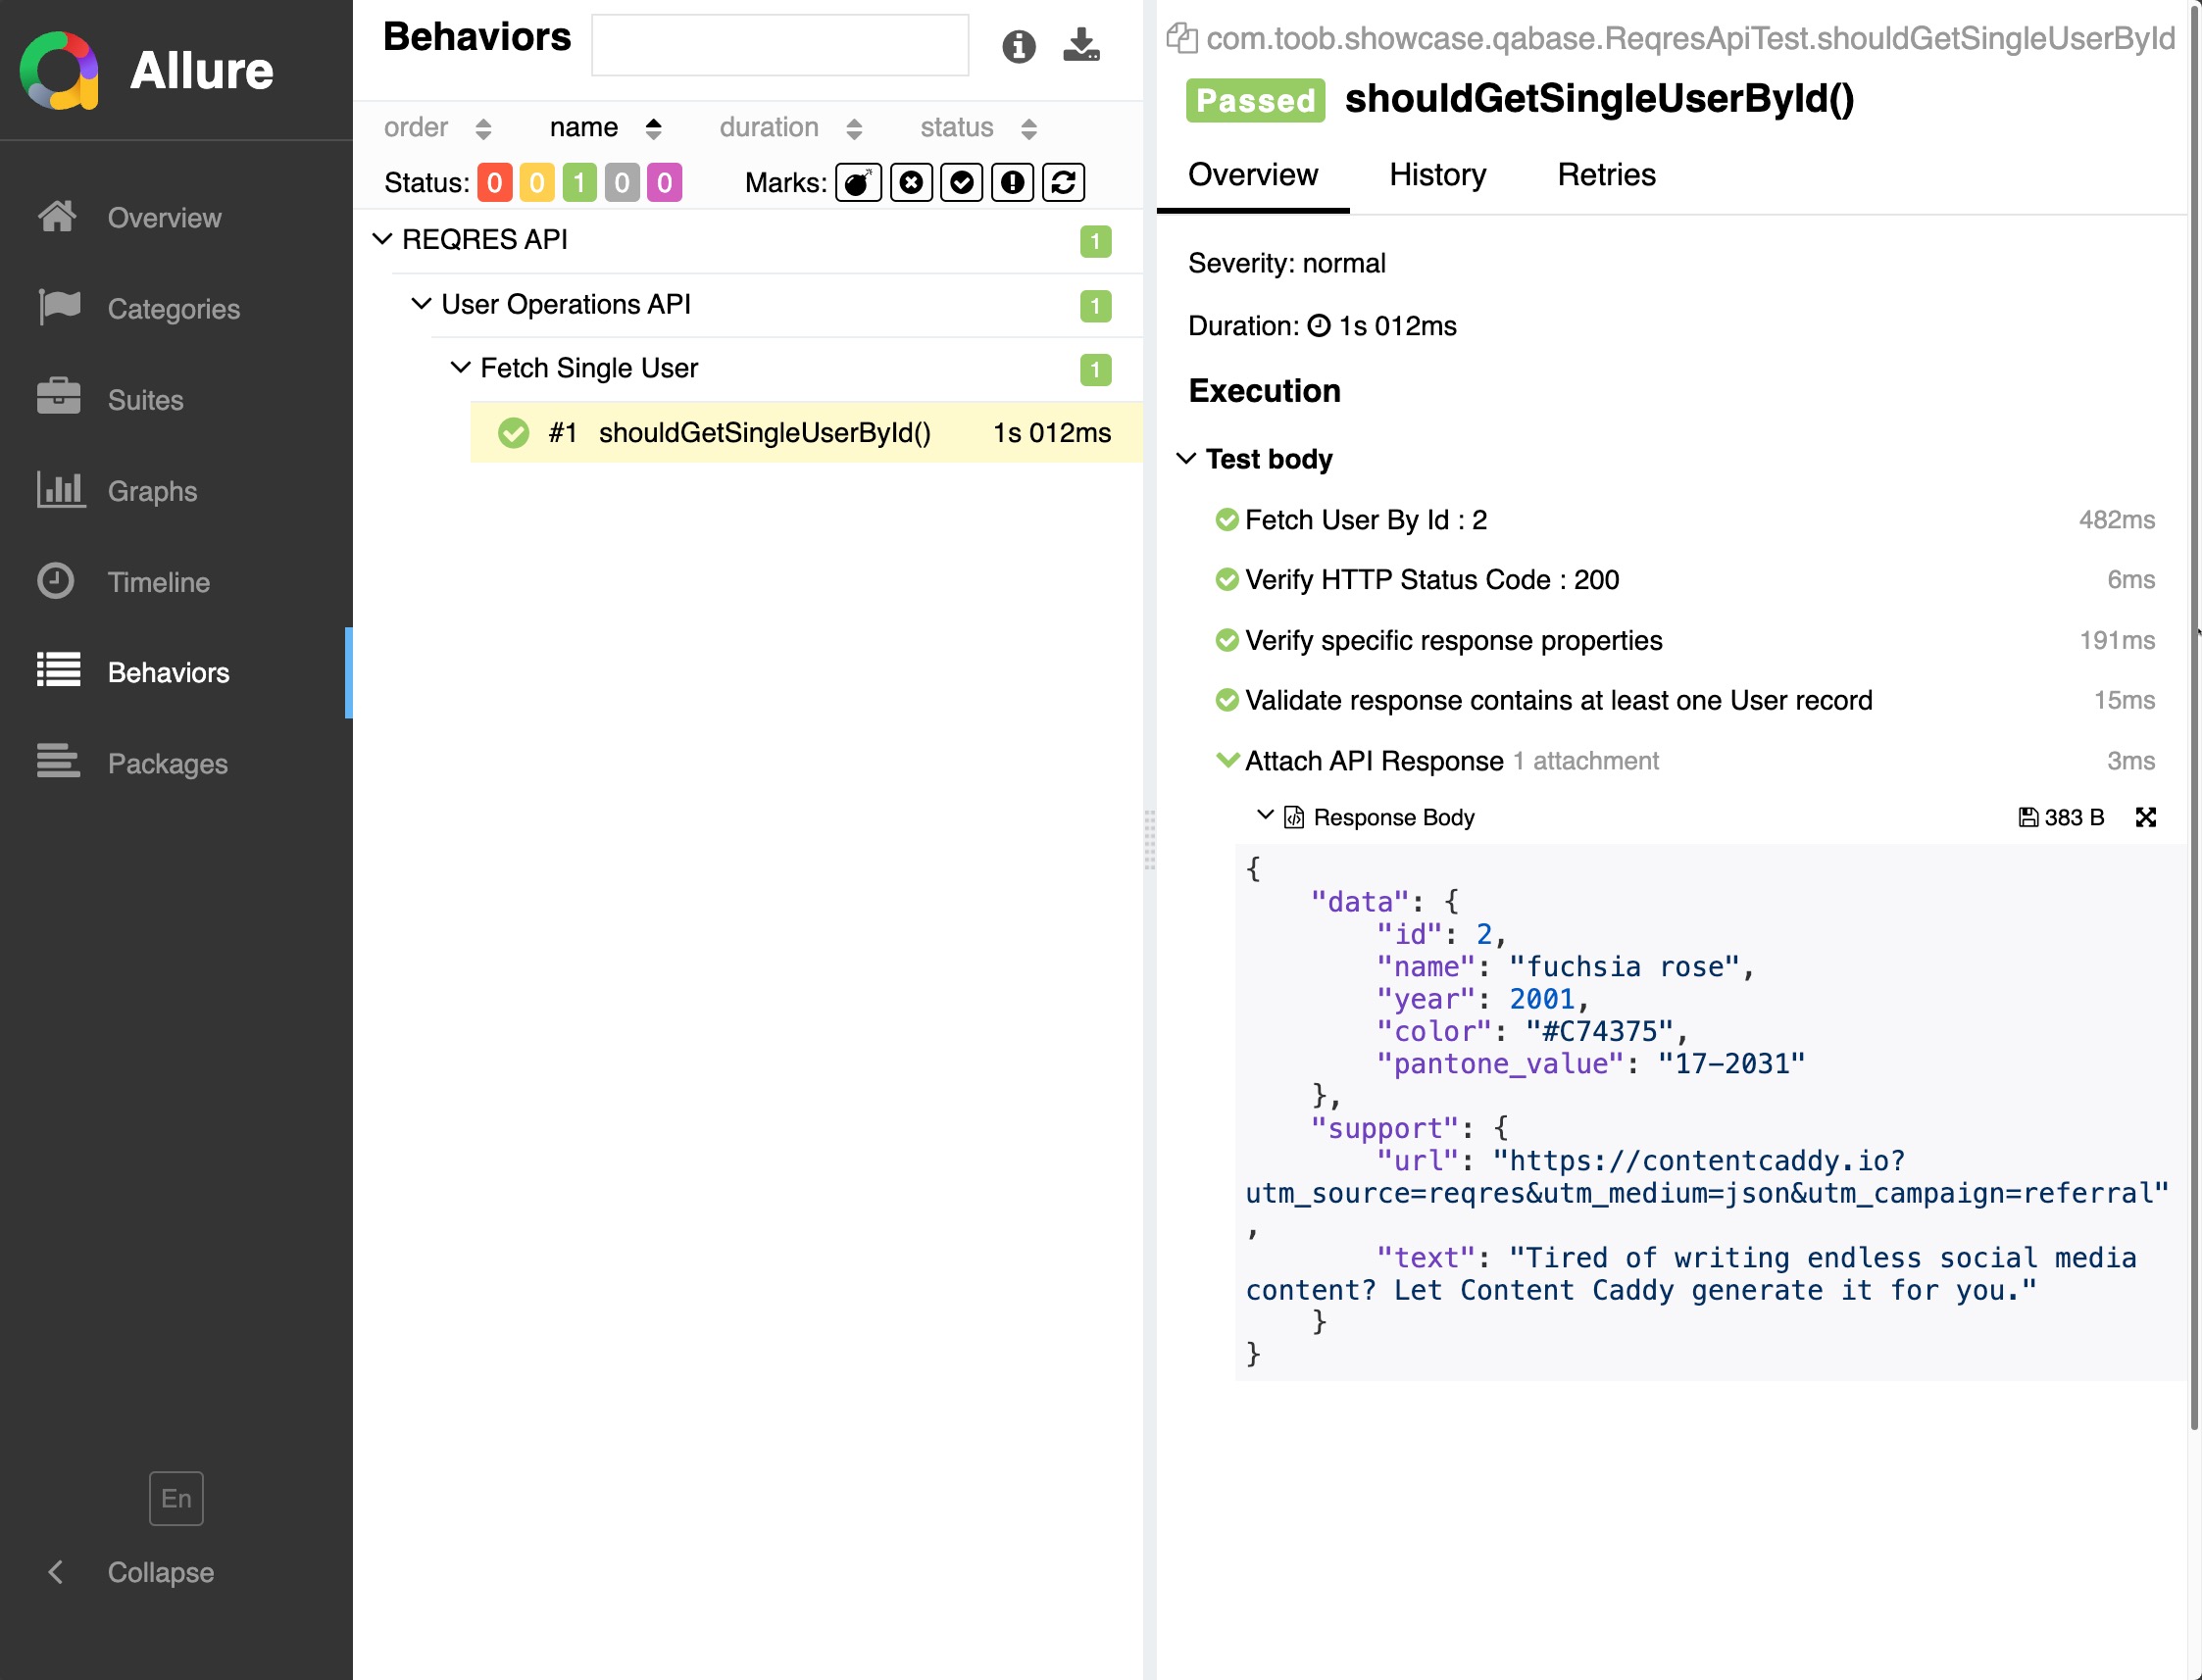 Allure
Overview
Categories
Suites
Graphs
Timeline
Behaviors
Packages
En
Collapse
Behaviors
order name duration status
Status: 0 0 1 0 0 Marks:
REQRES API 1
User Operations API 1
Fetch Single User 1
#1 shouldGetSingleUserById() 1s 012ms
com.toob.showcase.qabase.ReqresApiTest.shouldGetSingleUserById
Passed shouldGetSingleUserById()
Overview History Retries
Severity: normal
Duration: 1s 012ms
Execution
Test body
Fetch User By Id : 2 482ms
Verify HTTP Status Code : 200 6ms
Verify specific response properties 191ms
Validate response contains at least one User record 15ms
Attach API Response 1 attachment 3ms
Response Body 383 B
{
"data": {
"id": 2,
"name": "fuchsia rose",
"year": 2001,
"color": "#C74375",
"pantone_value": "17-2031"
},
"support": {
"url": "https://contentcaddy.io?
utm_source=reqres&utm_medium=json&utm_campaign=referral"
,
"text": "Tired of writing endless social media
content? Let Content Caddy generate it for you."
}
}